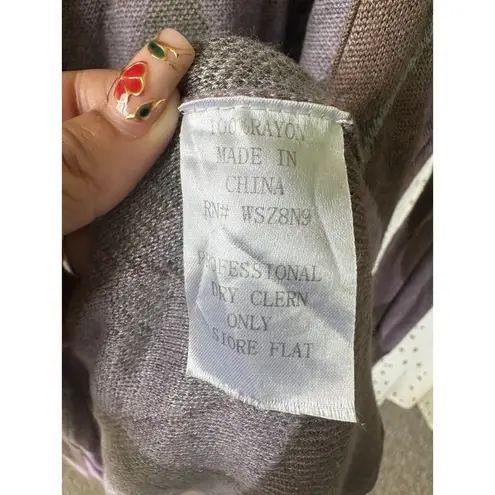 100%RAYON
MADE IN
CHINA
RN# WSZ8N9
PROFESSIONAL
DRY CLERN
ONLY
STORE FLAT